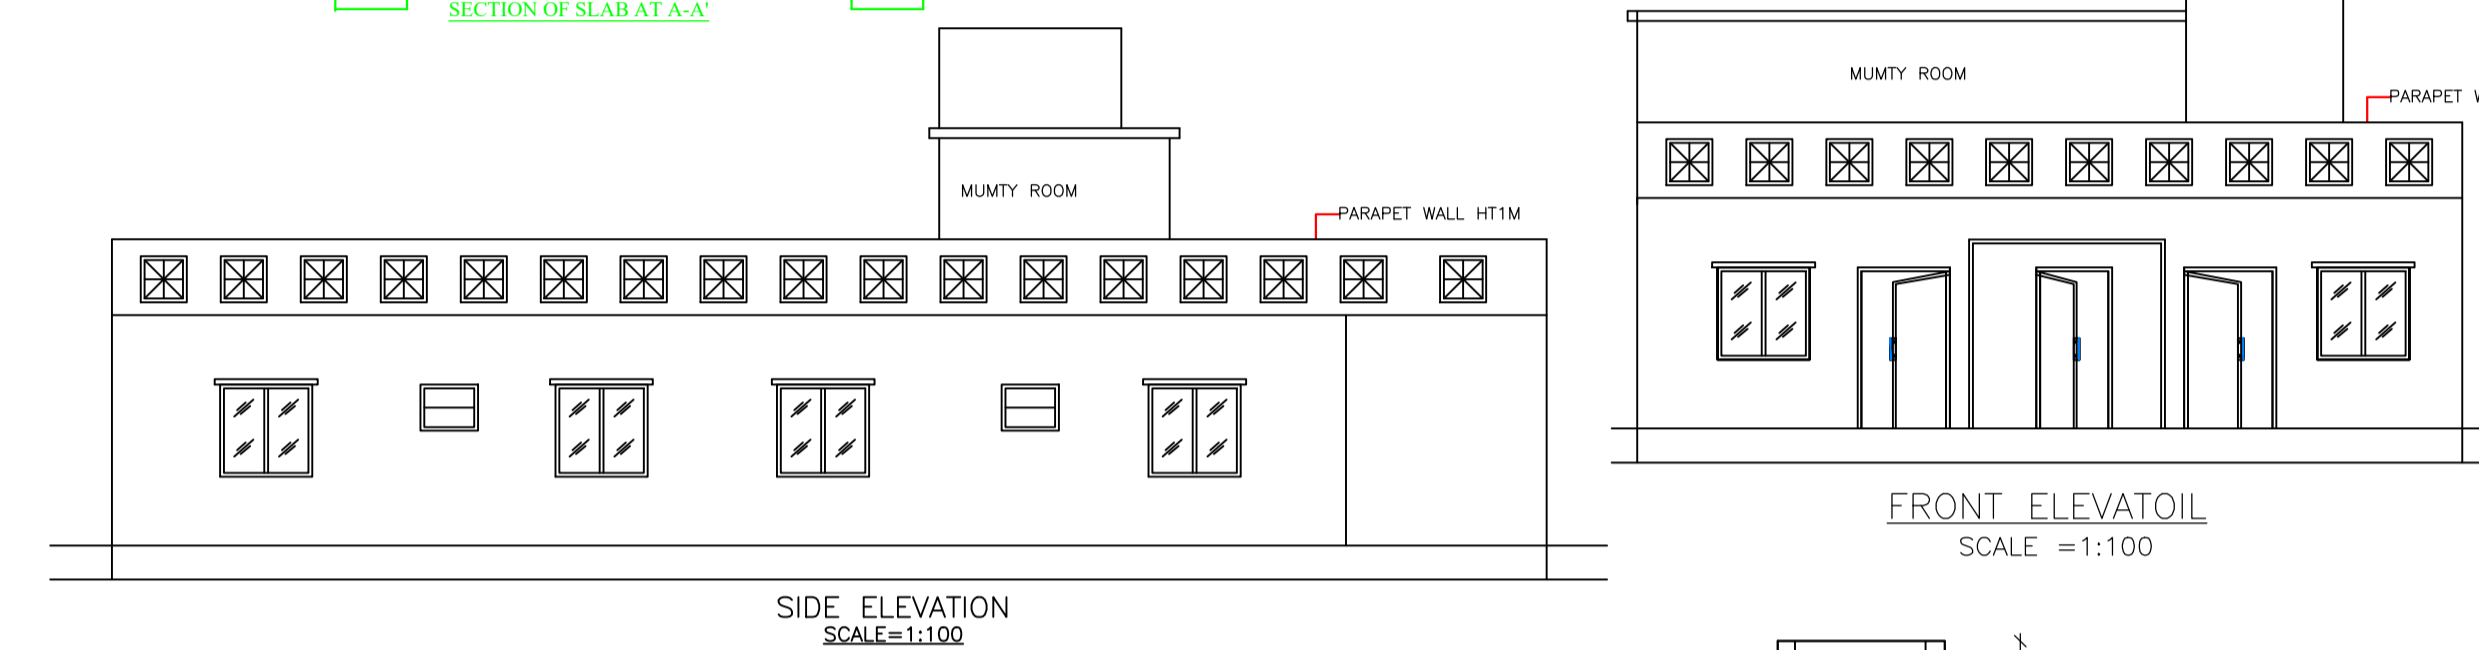 SECTION OF SLAB AT A-A'
MUMTY ROOM
PARAPET WALL HT1M
SIDE ELEVATION
SCALE=1:100
MUMTY ROOM
PARAPET
FRONT ELEVATOIL
SCALE =1:100